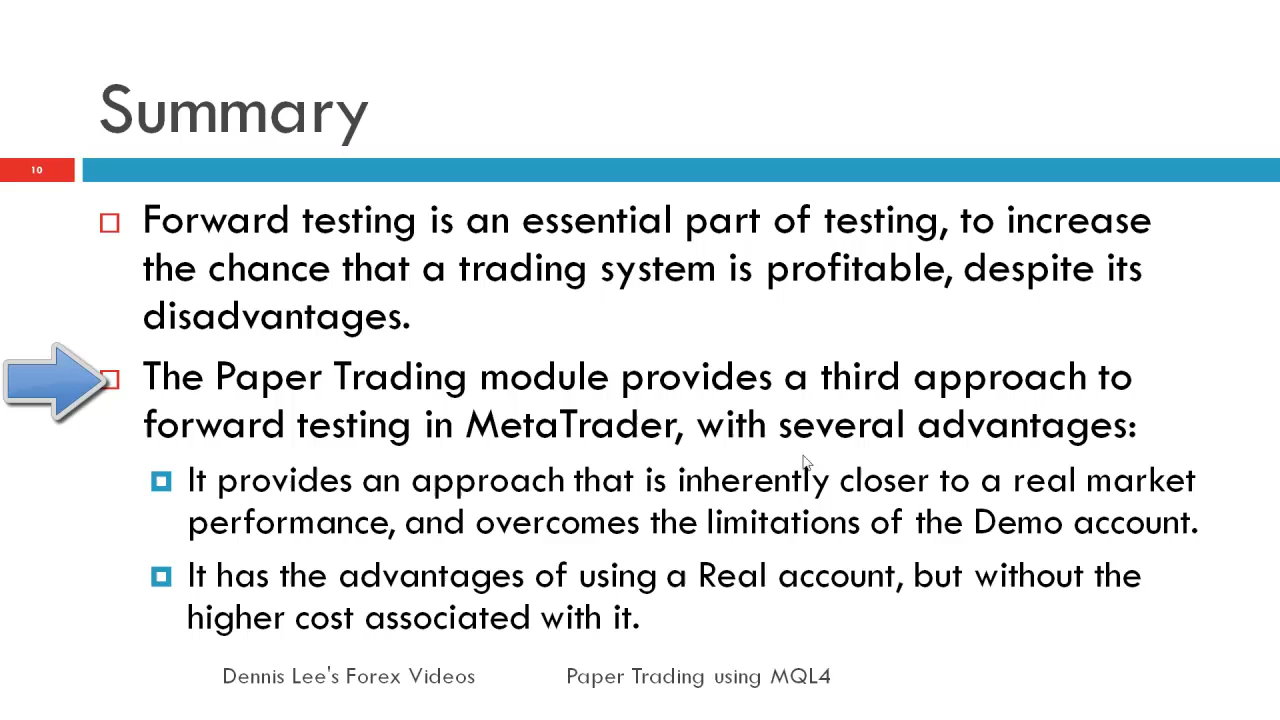 Summary
10
Forward testing is an essential part of testing, to increase
the chance that a trading system is profitable, despite its
disadvantages.
The Paper Trading module provides a third approach to
forward testing in MetaTrader, with several advantages:
It provides an approach that is inherently closer to a real market
performance, and overcomes the limitations of the Demo account.
It has the advantages of using a Real account, but without the
higher cost associated with it.
Dennis Lee's Forex Videos
Paper Trading using MQL4